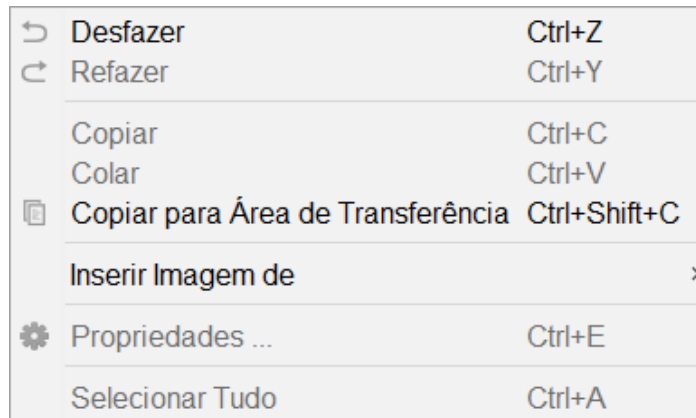 Desfazer Ctrl+Z
Refazer Ctrl+Y
Copiar Ctrl+C
Colar Ctrl+V
Copiar para Área de Transferência Ctrl+Shift+C
Inserir Imagem de
Propriedades ... Ctrl+E
Selecionar Tudo Ctrl+A